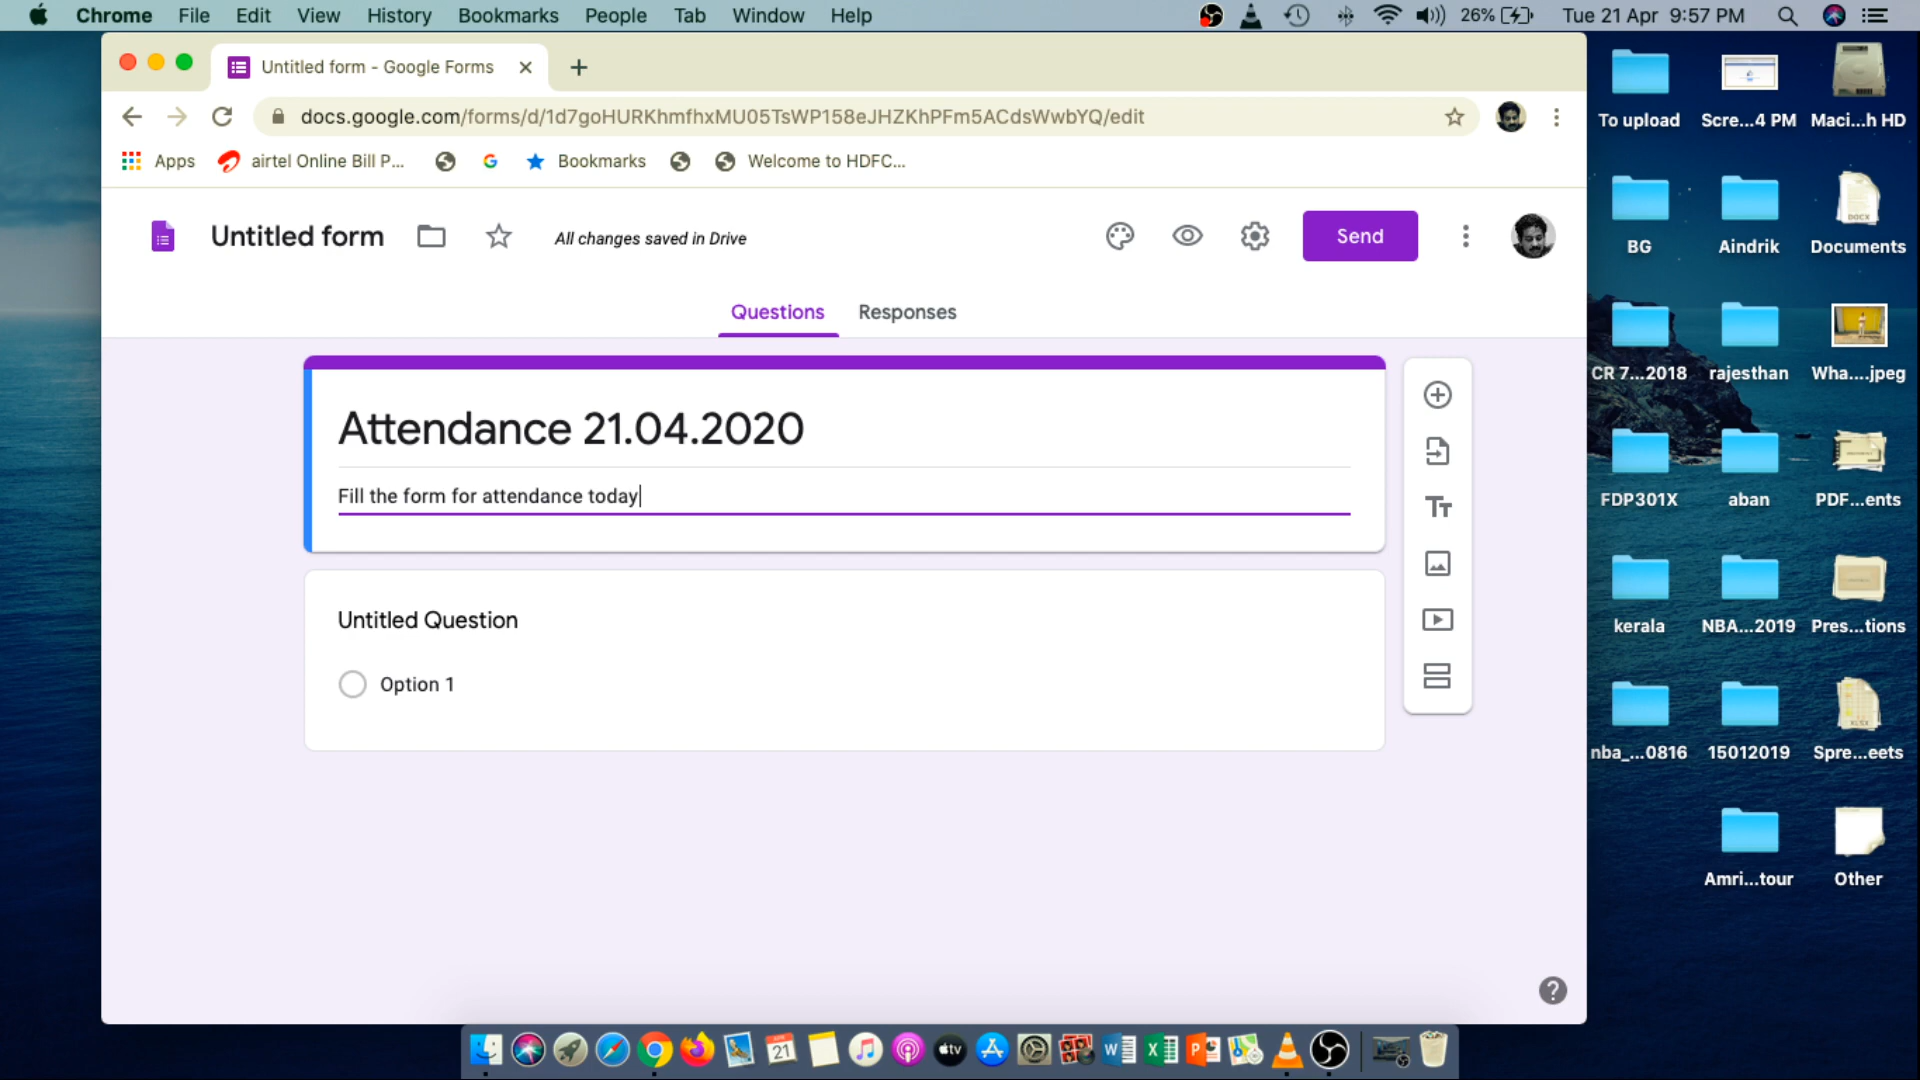 Chrome File Edit View History Bookmarks People Tab Window Help 26% Tue 21 Apr 9:57 PM
Untitled form - Google Forms
docs.google.com/forms/d/1d7goHURKhmfhxMU05TsWP158eJHZKhPFm5ACdsWwbYQ/edit
Apps airtel Online Bill P... Bookmarks Welcome to HDFC...
Untitled form All changes saved in Drive Send
Questions Responses
Attendance 21.04.2020
Fill the form for attendance today
Untitled Question
Option 1
To upload Scre...4 PM Maci...h HD
BG Aindrik Documents
CR 7...2018 rajesthan Wha....jpeg
FDP301X aban PDF...ents
kerala NBA...2019 Pres...tions
nba_...0816 15012019 Spre...eets
Amri...tour Other